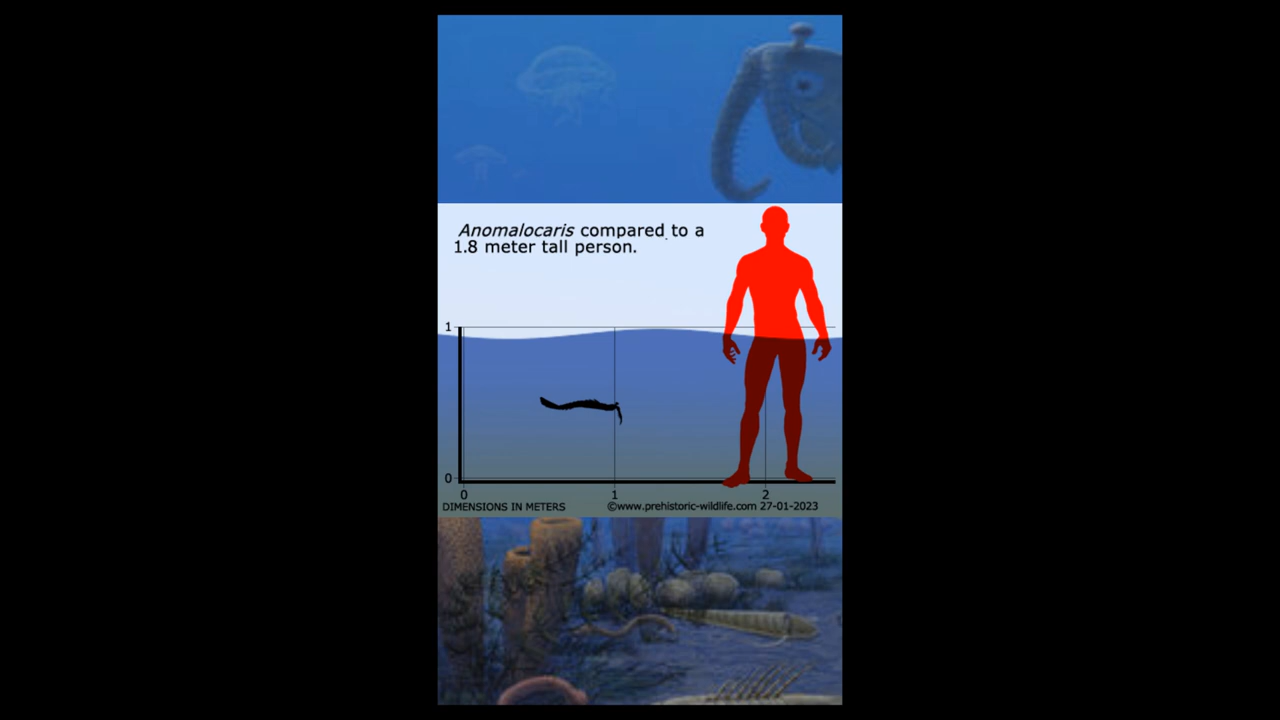 Anomalocaris compared to a
1.8 meter tall person.
1
0
0 1 2
DIMENSIONS IN METERS ©www.prehistoric-wildlife.com 27-01-2023